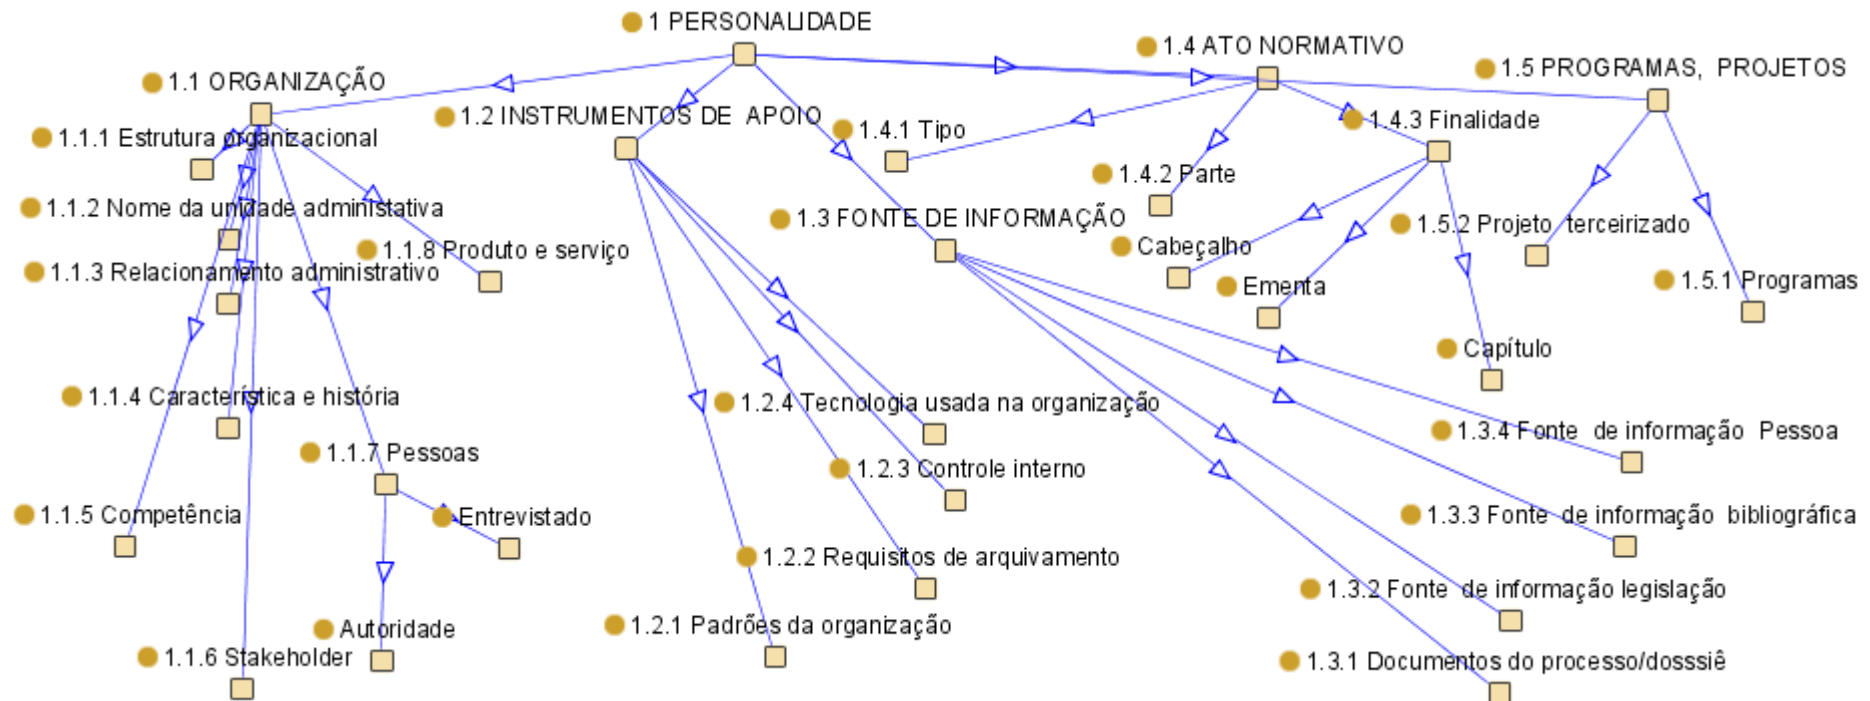 1 PERSONALIDADE
1.4 ATO NORMATIVO
1.5 PROGRAMAS, PROJETOS
1.1 ORGANIZAÇÃO
1.2 INSTRUMENTOS DE APOIO
1.4.1 Tipo
1.4.3 Finalidade
1.1.1 Estrutura organizacional
1.4.2 Parte
1.1.2 Nome da unidade administativa
1.3 FONTE DE INFORMAÇÃO
1.5.2 Projeto terceirizado
1.1.8 Produto e serviço
Cabeçalho
1.1.3 Relacionamento administrativo
Ementa
1.5.1 Programas
Capítulo
1.1.4 Característica e história
1.2.4 Tecnologia usada na organização
1.3.4 Fonte de informação Pessoa
1.1.7 Pessoas
1.2.3 Controle interno
1.1.5 Competência
Entrevistado
1.3.3 Fonte de informação bibliográfica
1.2.2 Requisitos de arquivamento
1.3.2 Fonte de informação legislação
1.2.1 Padrões da organização
Autoridade
1.1.6 Stakeholder
1.3.1 Documentos do processo/dosssiê